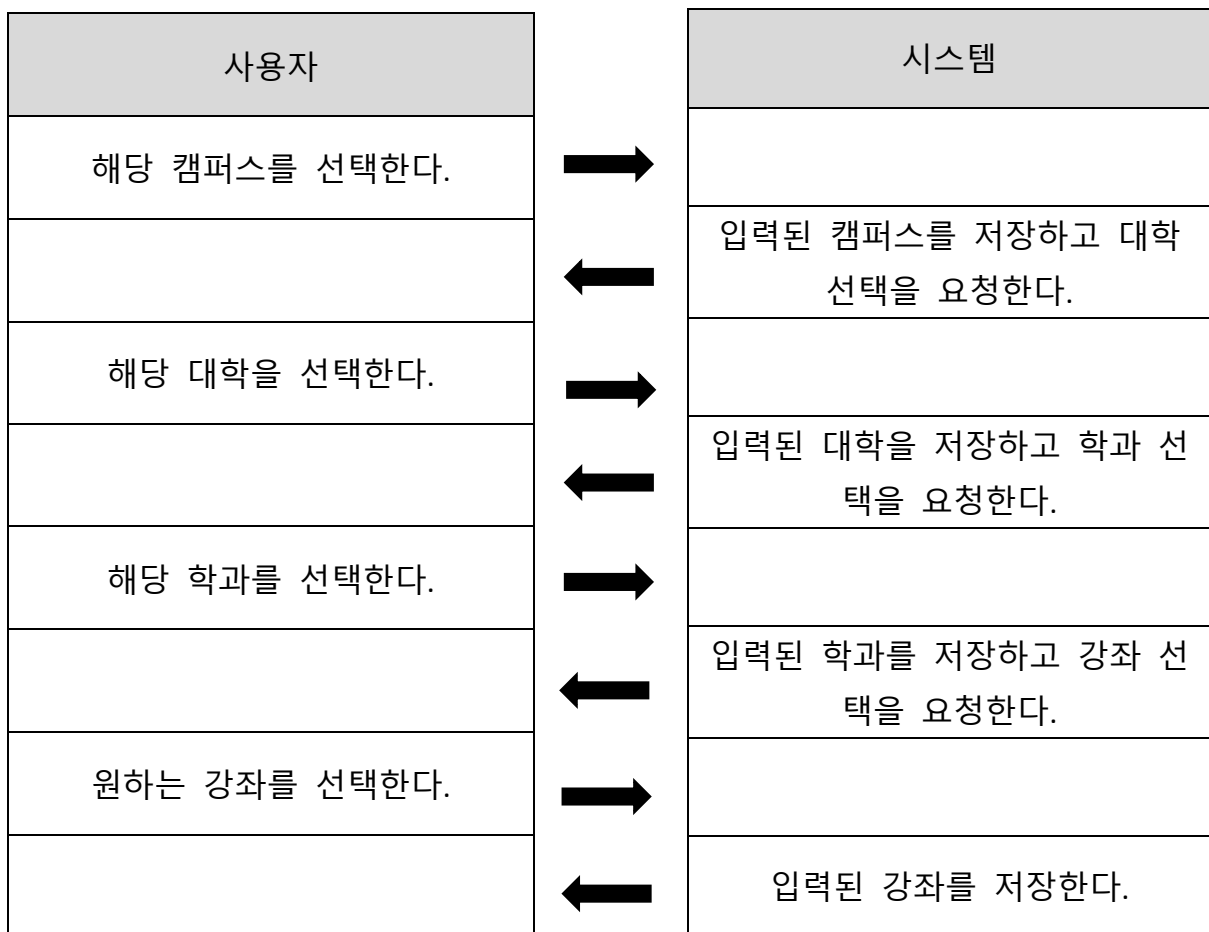 사용자
시스템
해당 캠퍼스를 선택한다.
입력된 캠퍼스를 저장하고 대학
선택을 요청한다.
해당 대학을 선택한다.
입력된 대학을 저장하고 학과 선
택을 요청한다.
해당 학과를 선택한다.
입력된 학과를 저장하고 강좌 선
택을 요청한다.
원하는 강좌를 선택한다.
입력된 강좌를 저장한다.